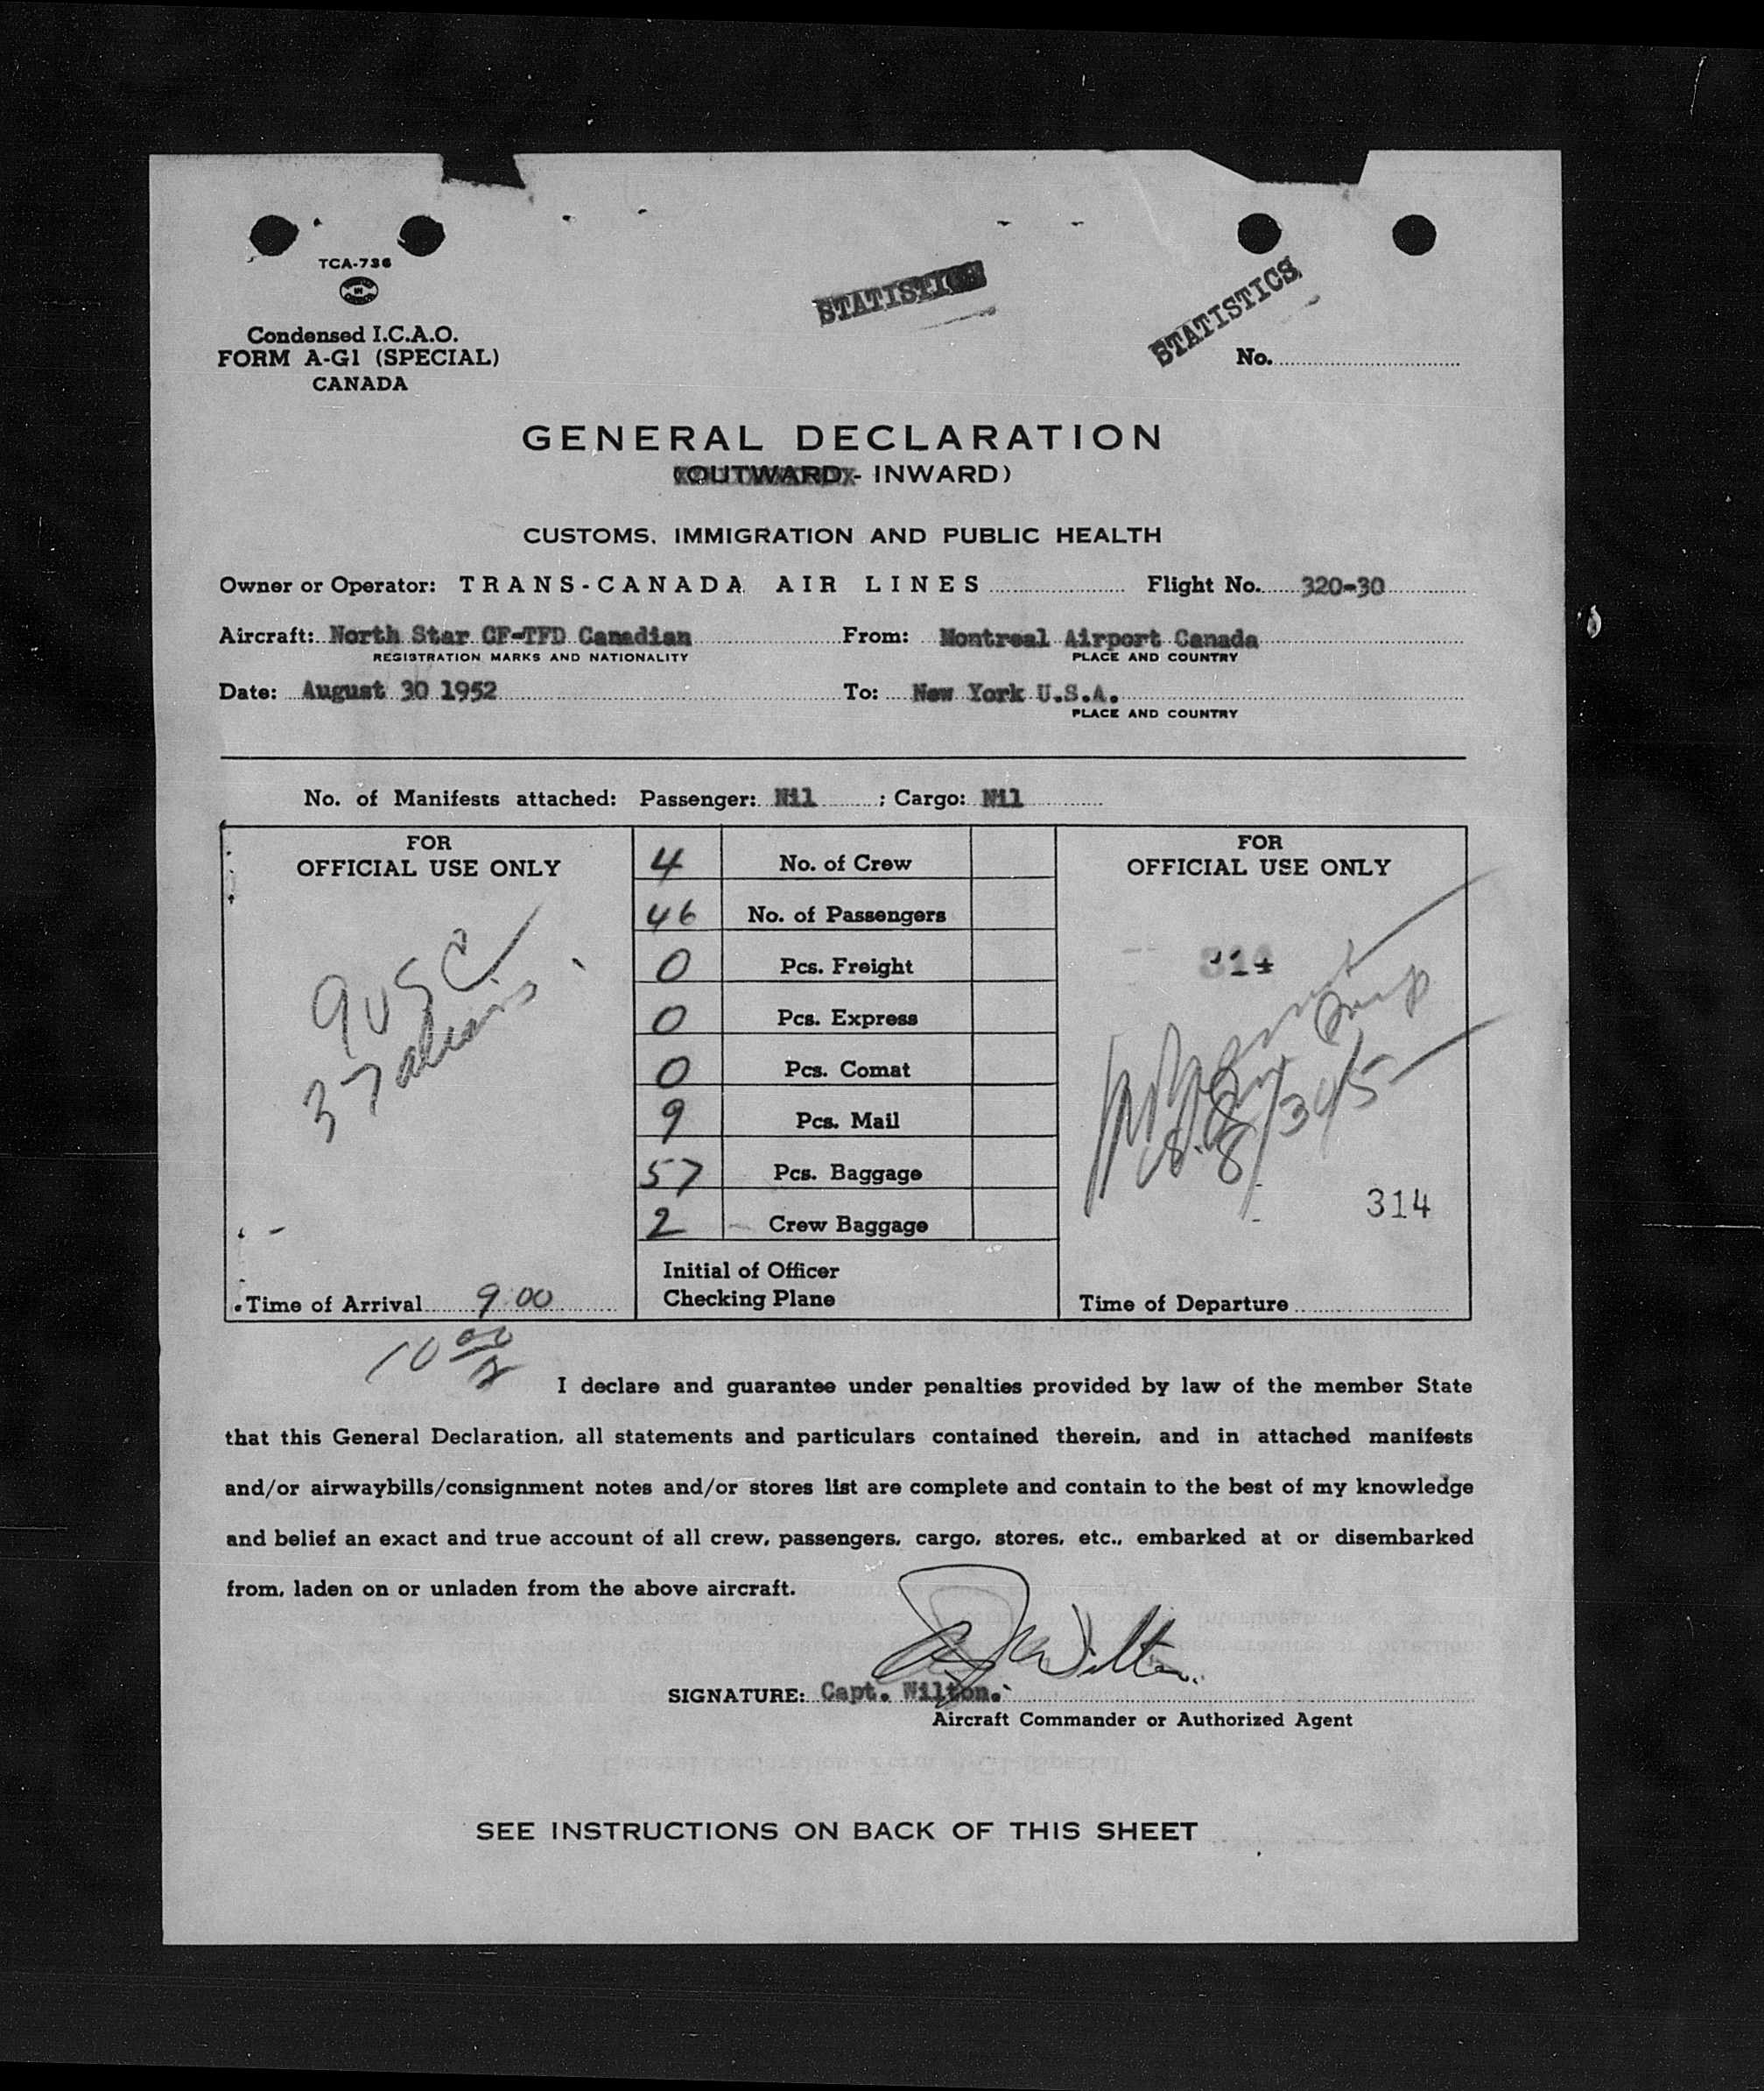 TCA-736
Condensed I.C.A.O.
FORM A-G1 (SPECIAL)
CANADA
STATISTICS
STATISTICS
No.
GENERAL DECLARATION
(OUTWARD - INWARD)
CUSTOMS, IMMIGRATION AND PUBLIC HEALTH
Owner or Operator: TRANS-CANADA AIR LINES Flight No. 320-30
Aircraft: North Star CF-TFD Canadian From: Montreal Airport Canada
REGISTRATION MARKS AND NATIONALITY PLACE AND COUNTRY
Date: August 30 1952 To: New York U.S.A.
PLACE AND COUNTRY
No. of Manifests attached: Passenger: Nil ; Cargo: Nil
FOR
OFFICIAL USE ONLY
9 USC
37 aliens
Time of Arrival 9:00
10 00
4 No. of Crew
46 No. of Passengers
0 Pcs. Freight
0 Pcs. Express
0 Pcs. Comat
9 Pcs. Mail
57 Pcs. Baggage
2 Crew Baggage
Initial of Officer
Checking Plane
FOR
OFFICIAL USE ONLY
314
314
Time of Departure
I declare and guarantee under penalties provided by law of the member State
that this General Declaration, all statements and particulars contained therein, and in attached manifests
and/or airwaybills/consignment notes and/or stores list are complete and contain to the best of my knowledge
and belief an exact and true account of all crew, passengers, cargo, stores, etc., embarked at or disembarked
from, laden on or unladen from the above aircraft.
Wilton
SIGNATURE: Capt. Wilton.
Aircraft Commander or Authorized Agent
SEE INSTRUCTIONS ON BACK OF THIS SHEET